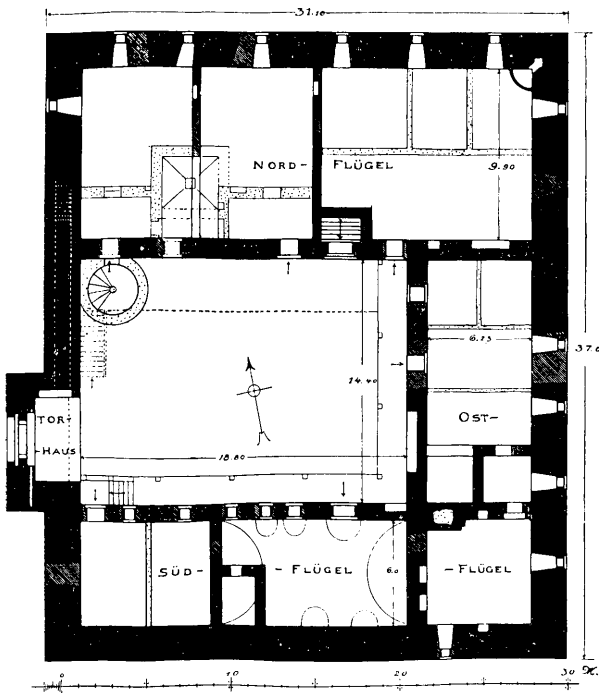 31.10
NORD- FLÜGEL
9.90
6.75
37.0
14.40
TOR-
-HAUS
OST-
18.80
SÜD- -FLÜGEL
6.0
-FLÜGEL
0 10 20 30 M.